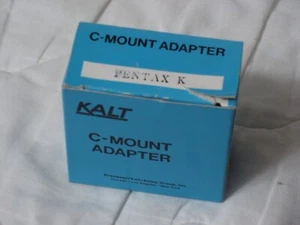 C-MOUNT ADAPTER
PENTAX K
KALT
C-MOUNT
ADAPTER